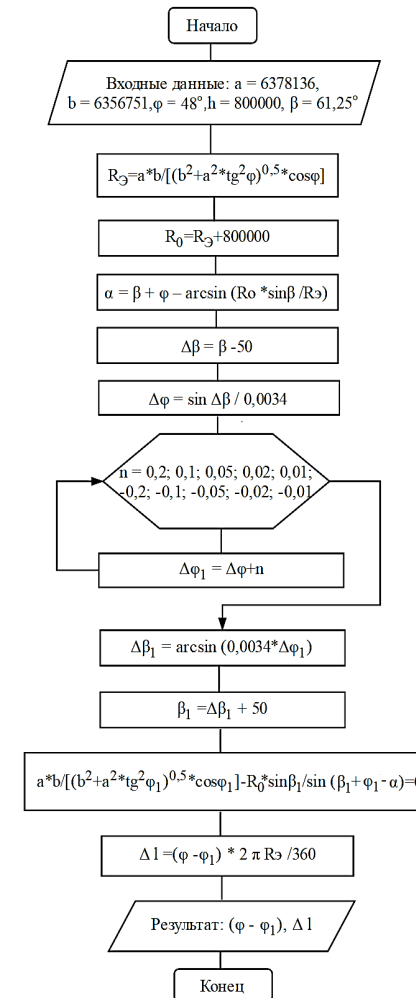 Начало
Входные данные: a = 6378136,
b = 6356751,φ = 48°,h = 800000, β = 61,25°
RЭ=a*b/[(b²+a²*tg²φ)^0,5*cosφ]
R₀=RЭ+800000
α = β + φ – arcsin (Ro *sinβ /Rэ)
Δβ = β -50
Δφ = sin Δβ / 0,0034
n = 0,2; 0,1; 0,05; 0,02; 0,01;
-0,2; -0,1; -0,05; -0,02; -0,01
Δφ₁ = Δφ+n
Δβ₁ = arcsin (0,0034*Δφ₁)
β₁ =Δβ₁ + 50
a*b/[(b²+a²*tg²φ₁)^0,5*cosφ₁]-R₀*sinβ₁/sin (β₁+φ₁-α)=
Δ l =(φ -φ₁) * 2 π Rэ /360
Результат: (φ - φ₁), Δ l
Конец